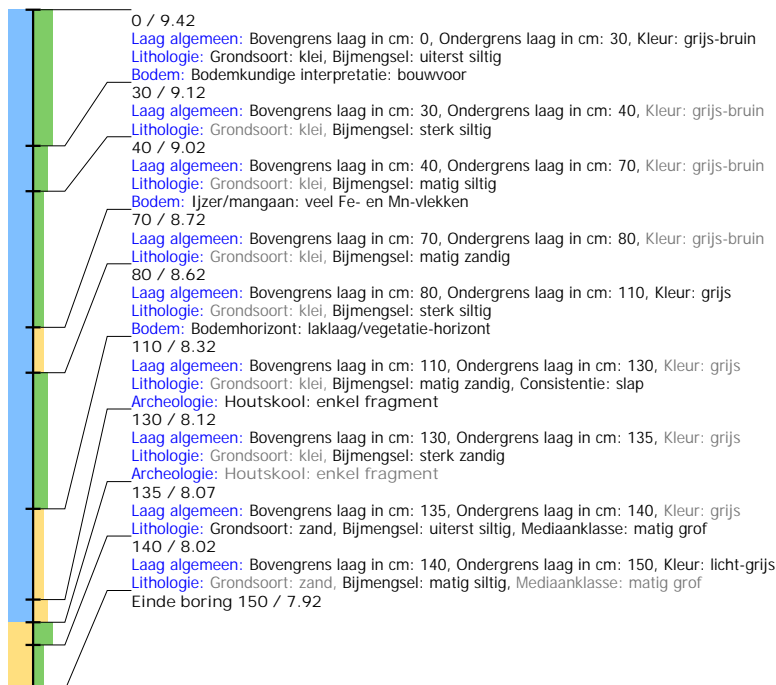 0 / 9.42
Laag algemeen: Bovengrens laag in cm: 0, Ondergrens laag in cm: 30, Kleur: grijs-bruin
Lithologie: Grondsoort: klei, Bijmengsel: uiterst siltig
Bodem: Bodemkundige interpretatie: bouwvoor
30 / 9.12
Laag algemeen: Bovengrens laag in cm: 30, Ondergrens laag in cm: 40, Kleur: grijs-bruin
Lithologie: Grondsoort: klei, Bijmengsel: sterk siltig
40 / 9.02
Laag algemeen: Bovengrens laag in cm: 40, Ondergrens laag in cm: 70, Kleur: grijs-bruin
Lithologie: Grondsoort: klei, Bijmengsel: matig siltig
Bodem: Ijzer/mangaan: veel Fe- en Mn-vlekken
70 / 8.72
Laag algemeen: Bovengrens laag in cm: 70, Ondergrens laag in cm: 80, Kleur: grijs-bruin
Lithologie: Grondsoort: klei, Bijmengsel: matig zandig
80 / 8.62
Laag algemeen: Bovengrens laag in cm: 80, Ondergrens laag in cm: 110, Kleur: grijs
Lithologie: Grondsoort: klei, Bijmengsel: sterk siltig
Bodem: Bodemhorizont: laklaag/vegetatie-horizont
110 / 8.32
Laag algemeen: Bovengrens laag in cm: 110, Ondergrens laag in cm: 130, Kleur: grijs
Lithologie: Grondsoort: klei, Bijmengsel: matig zandig, Consistentie: slap
Archeologie: Houtskool: enkel fragment
130 / 8.12
Laag algemeen: Bovengrens laag in cm: 130, Ondergrens laag in cm: 135, Kleur: grijs
Lithologie: Grondsoort: klei, Bijmengsel: sterk zandig
Archeologie: Houtskool: enkel fragment
135 / 8.07
Laag algemeen: Bovengrens laag in cm: 135, Ondergrens laag in cm: 140, Kleur: grijs
Lithologie: Grondsoort: zand, Bijmengsel: uiterst siltig, Mediaanklasse: matig grof
140 / 8.02
Laag algemeen: Bovengrens laag in cm: 140, Ondergrens laag in cm: 150, Kleur: licht-grijs
Lithologie: Grondsoort: zand, Bijmengsel: matig siltig, Mediaanklasse: matig grof
Einde boring 150 / 7.92